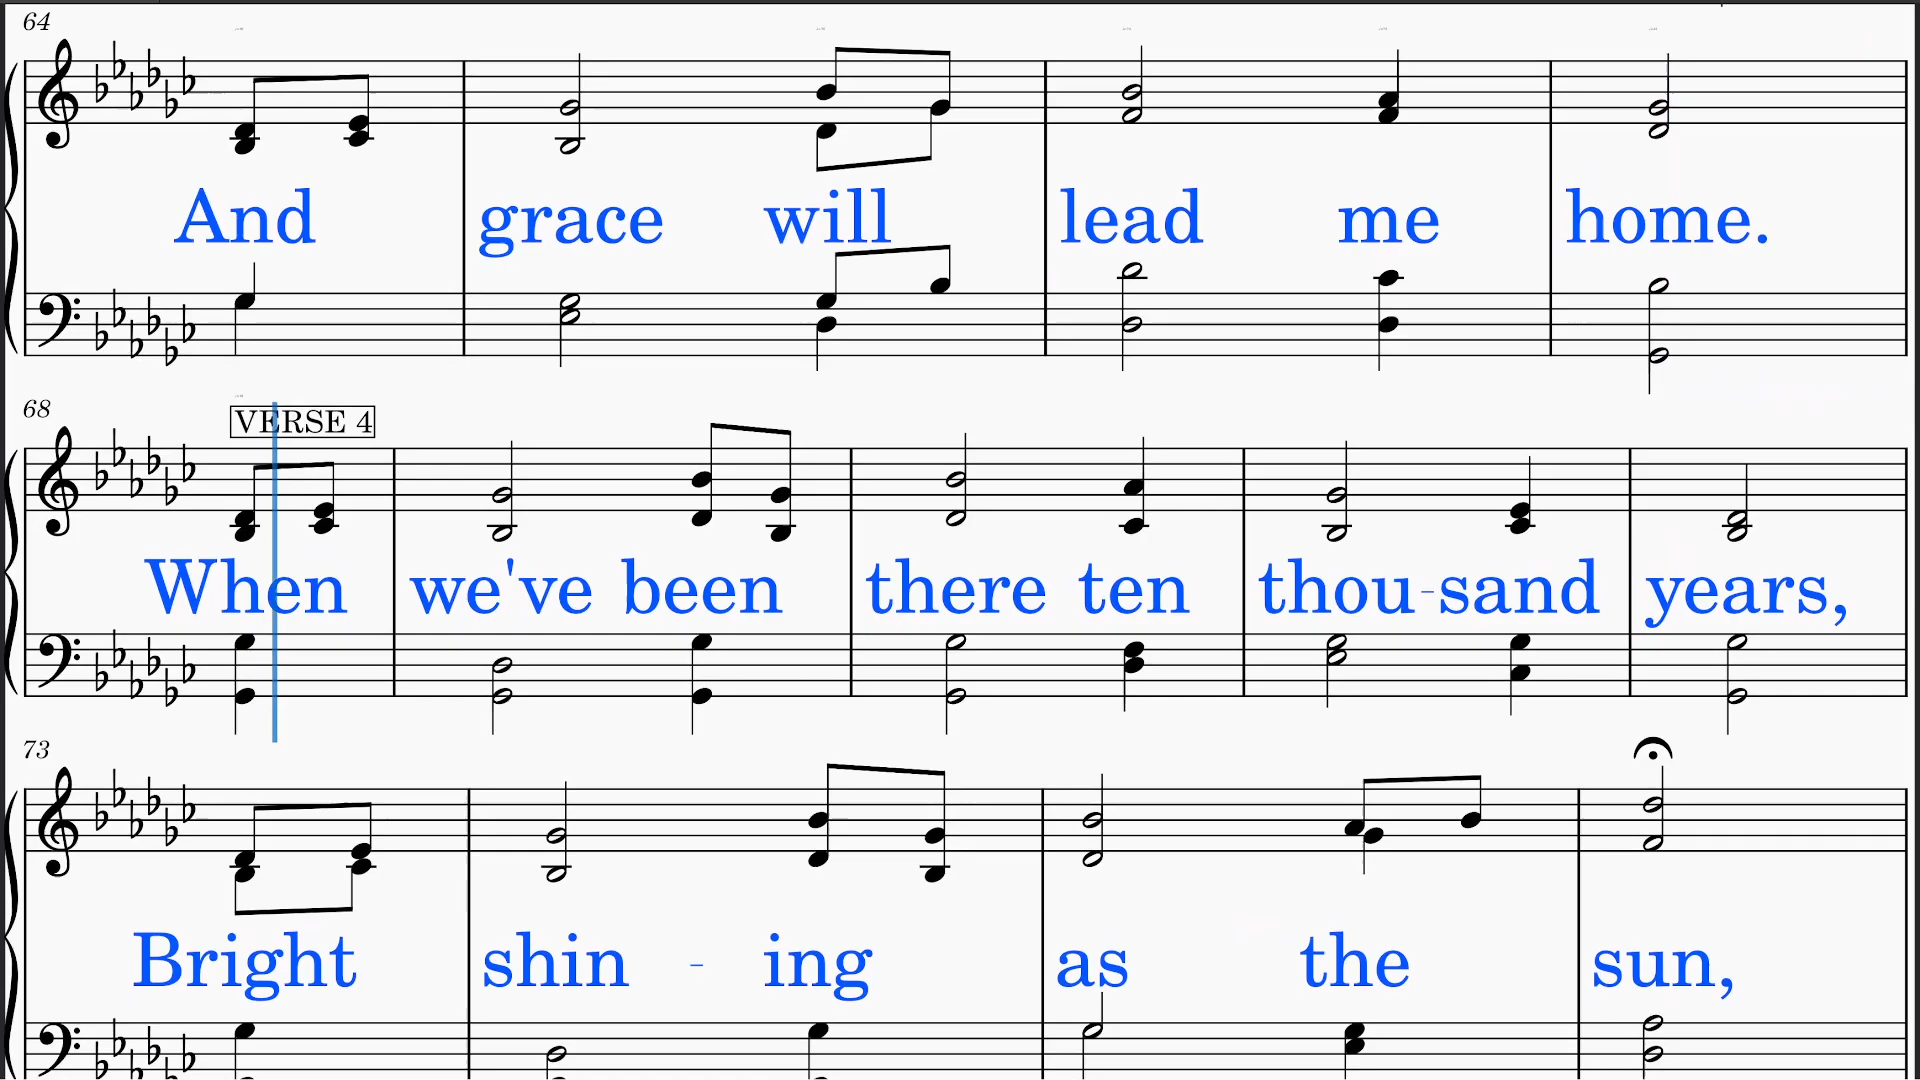 64
And grace will lead me home.
68
VERSE 4
When we've been there ten thou-sand years,
73
Bright shin - ing as the sun,